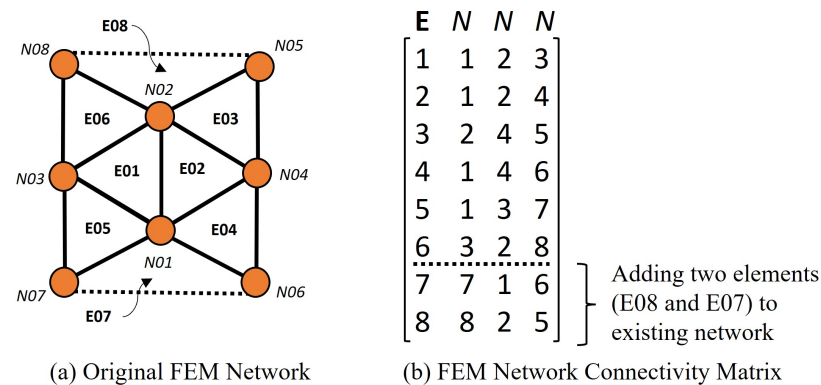 E08
N08
N05
N02
E06
E03
E01
E02
N03
N04
E05
E04
N01
N07
N06
E07
(a) Original FEM Network
E N N N
1 1 2 3
2 1 2 4
3 2 4 5
4 1 4 6
5 1 3 7
6 3 2 8
7 7 1 6
8 8 2 5
Adding two elements
(E08 and E07) to
existing network
(b) FEM Network Connectivity Matrix